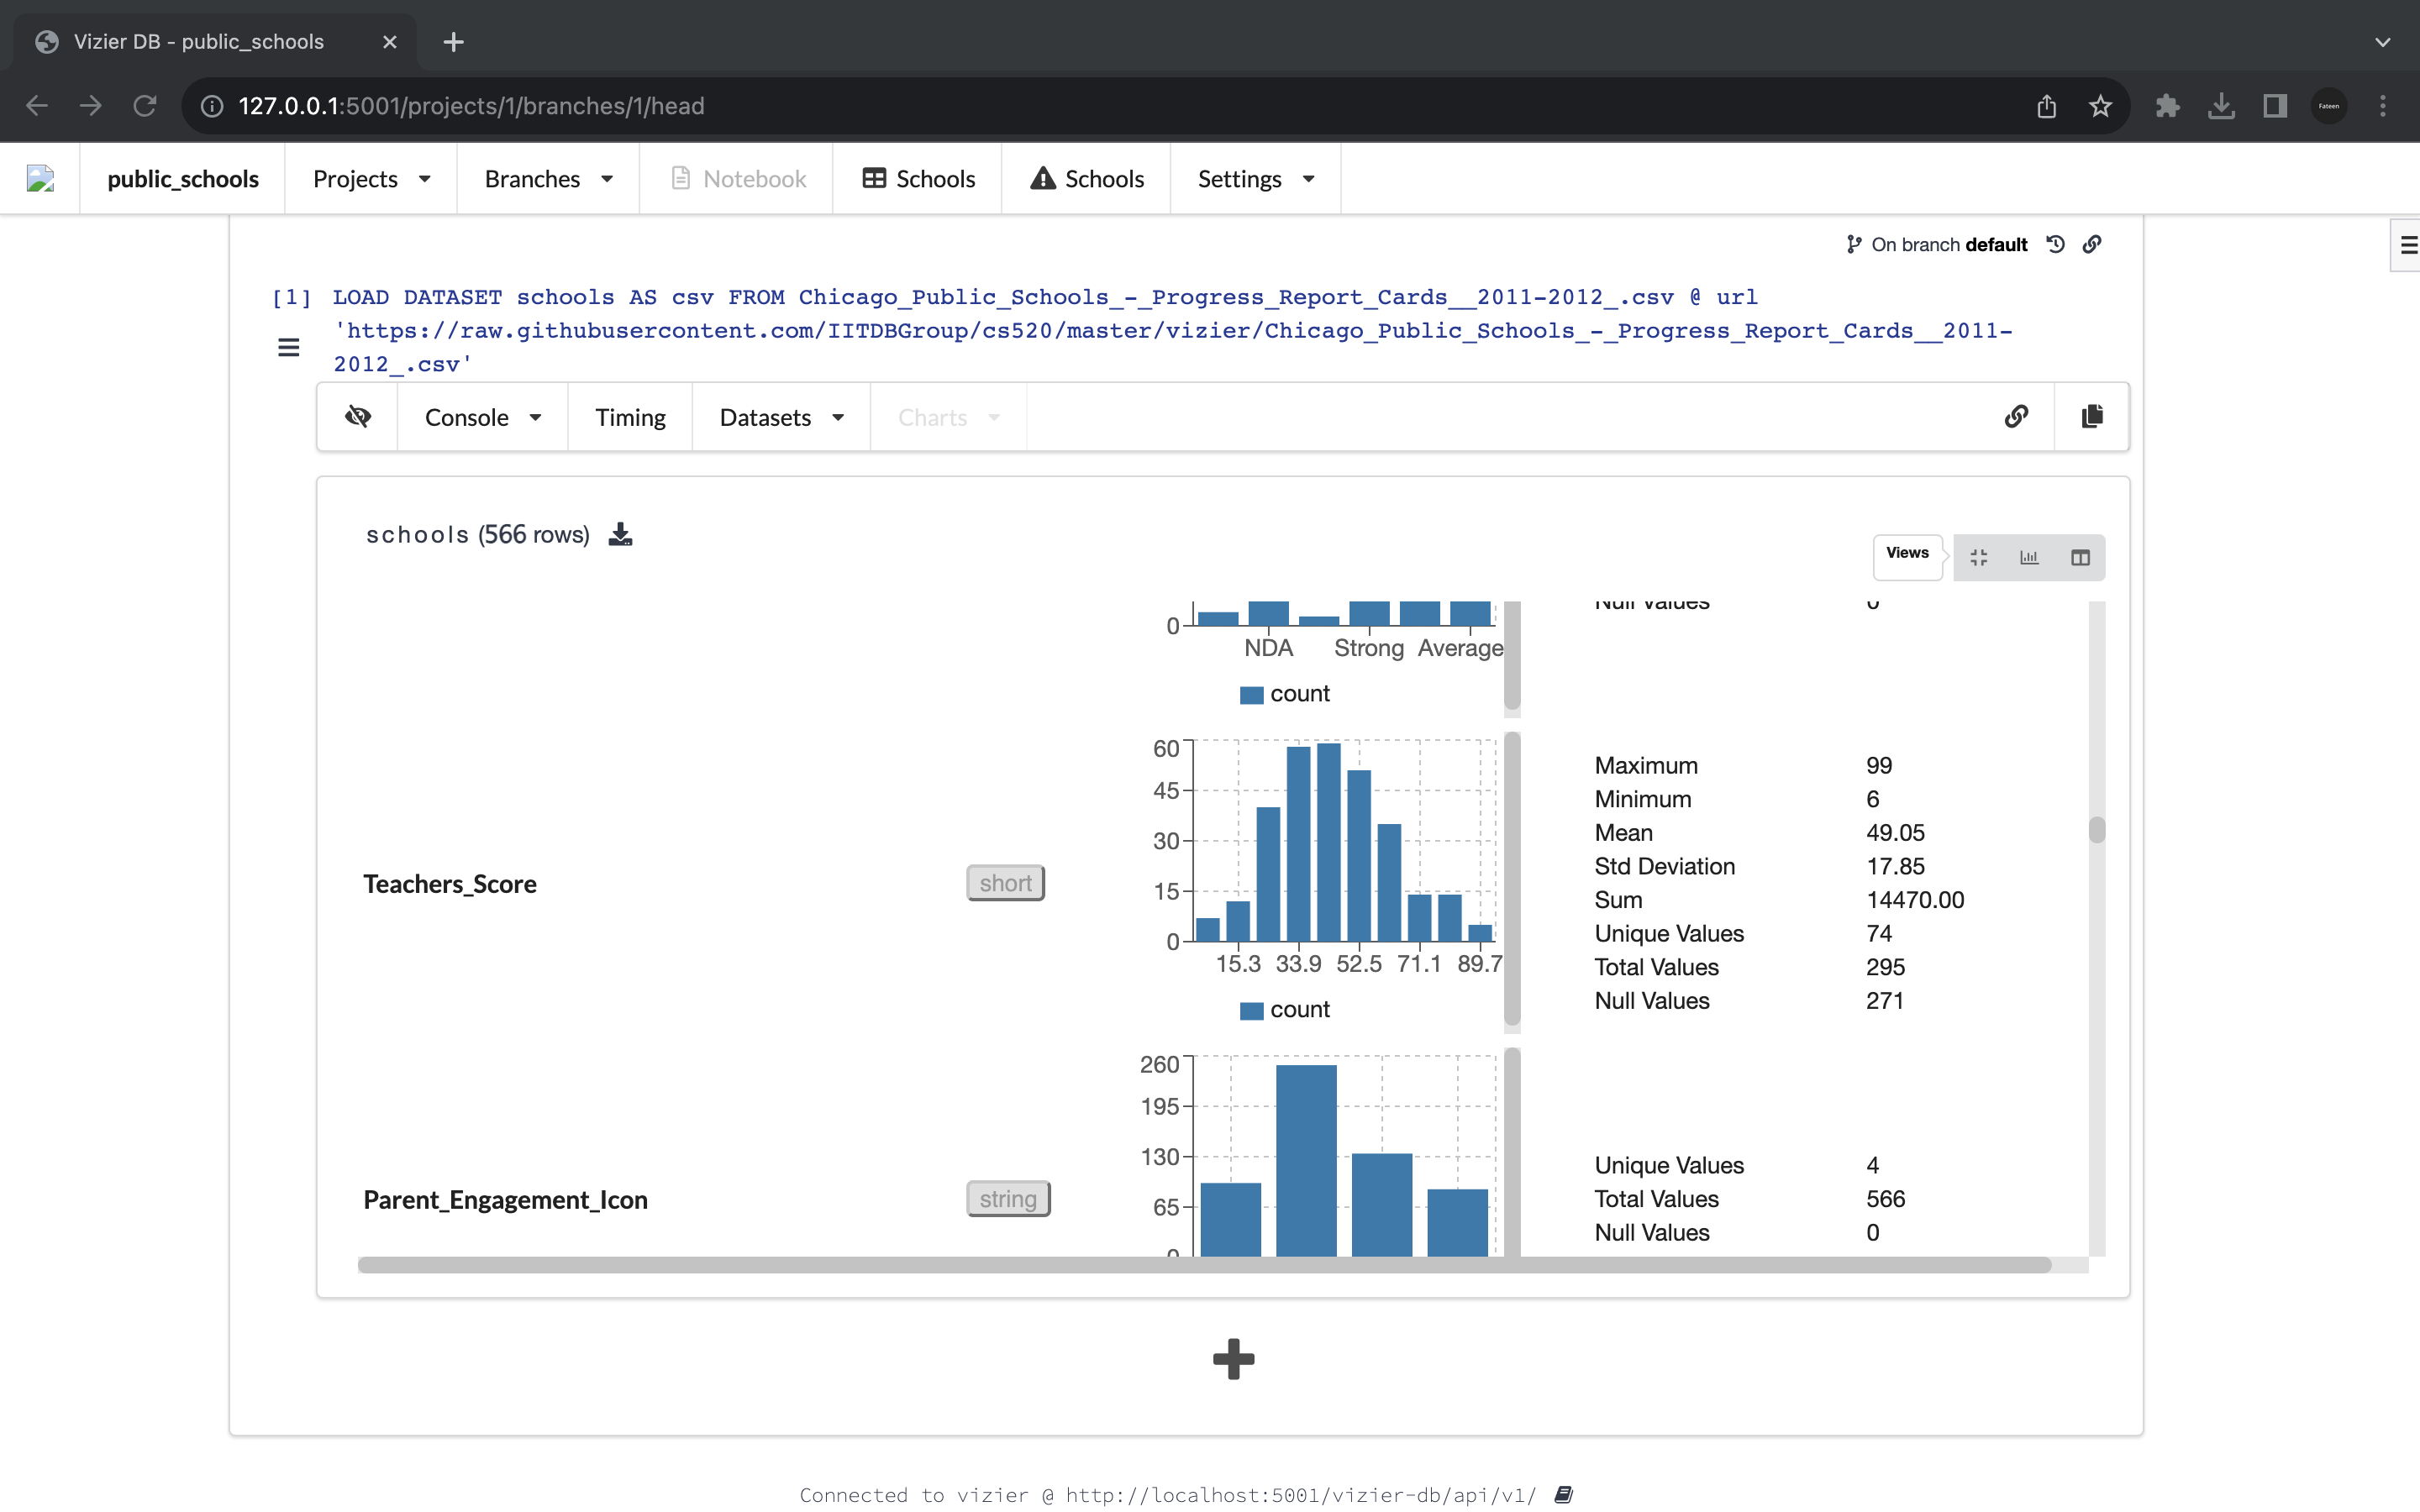 Vizier DB - public_schools
127.0.0.1:5001/projects/1/branches/1/head
Fateen
public_schools Projects Branches Notebook Schools Schools Settings
On branch default
[1] LOAD DATASET schools AS csv FROM Chicago_Public_Schools_-_Progress_Report_Cards__2011-2012_.csv @ url
'https://raw.githubusercontent.com/IITDBGroup/cs520/master/vizier/Chicago_Public_Schools_-_Progress_Report_Cards__2011-
2012_.csv'
Console Timing Datasets Charts
schools (566 rows)
Views
0
NDA Strong Average
count
Null Values 0
Teachers_Score
short
60
45
30
15
0
15.3 33.9 52.5 71.1 89.7
count
Maximum 99
Minimum 6
Mean 49.05
Std Deviation 17.85
Sum 14470.00
Unique Values 74
Total Values 295
Null Values 271
Parent_Engagement_Icon
string
260
195
130
65
0
Unique Values 4
Total Values 566
Null Values 0
Connected to vizier @ http://localhost:5001/vizier-db/api/v1/